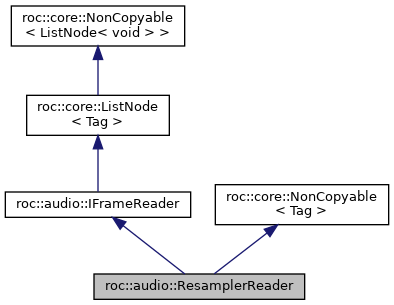 roc::core::NonCopyable
< ListNode< void > >
roc::core::ListNode
< Tag >
roc::audio::IFrameReader
roc::core::NonCopyable
< Tag >
roc::audio::ResamplerReader